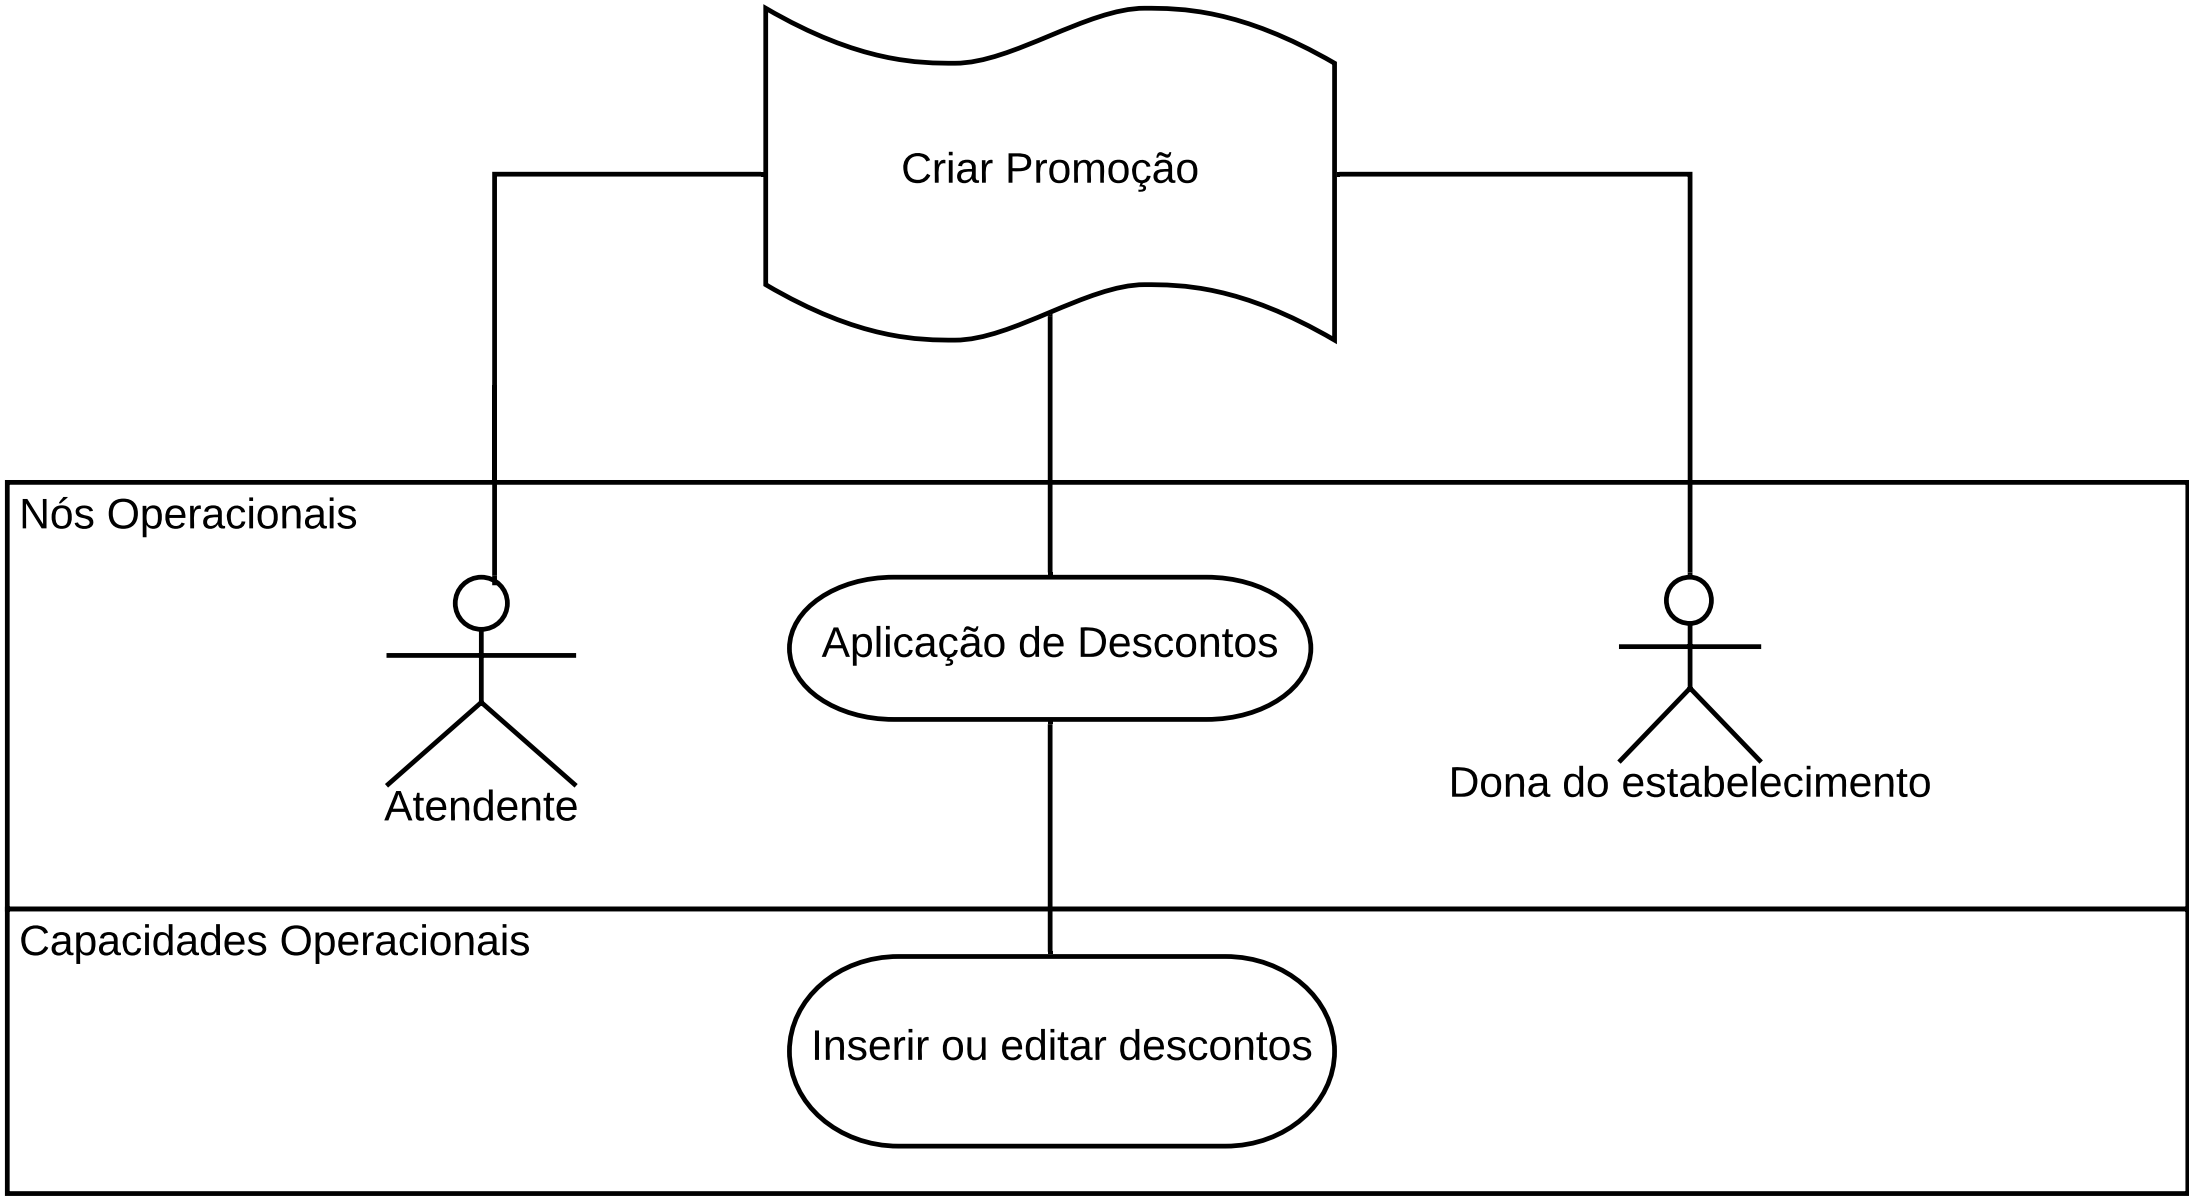 Criar Promoção
Nós Operacionais
Aplicação de Descontos
Atendente
Dona do estabelecimento
Capacidades Operacionais
Inserir ou editar descontos